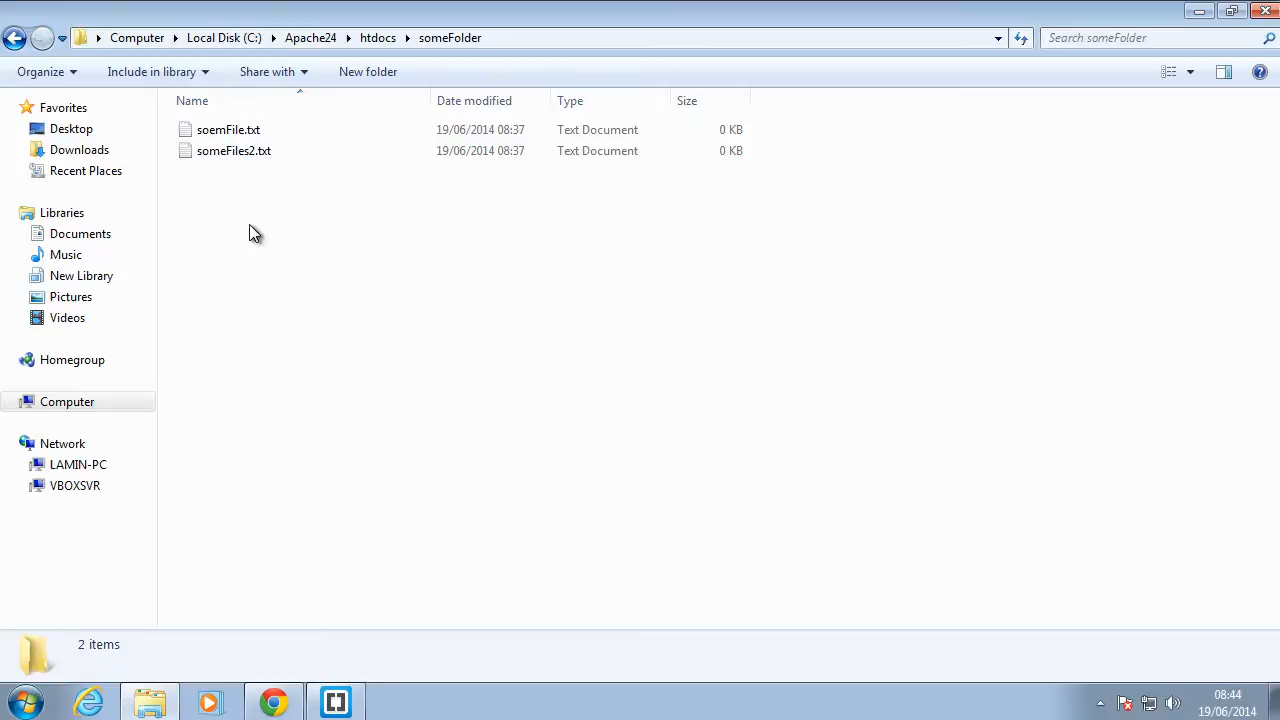 Computer Local Disk (C:) Apache24 htdocs someFolder Search someFolder
Organize Include in library Share with New folder
Name Date modified Type Size
soemFile.txt 19/06/2014 08:37 Text Document 0 KB
someFiles2.txt 19/06/2014 08:37 Text Document 0 KB
Favorites
Desktop
Downloads
Recent Places
Libraries
Documents
Music
New Library
Pictures
Videos
Homegroup
Computer
Network
LAMIN-PC
VBOXSVR
2 items
08:44
19/06/2014